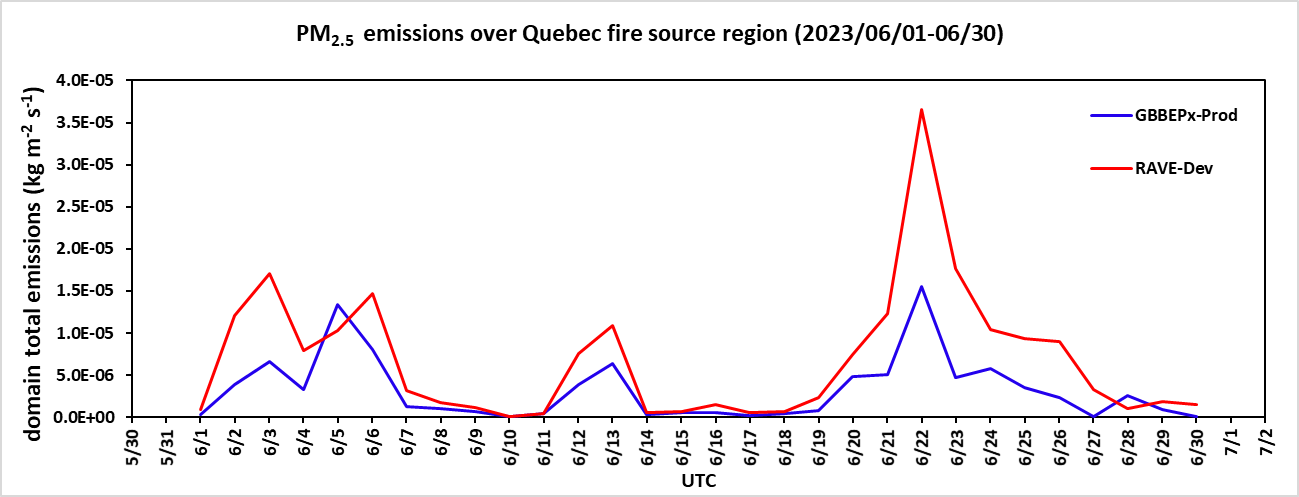 PM2.5 emissions over Quebec fire source region (2023/06/01-06/30)
domain total emissions (kg m-2 s-1)
4.0E-05
3.5E-05
3.0E-05
2.5E-05
2.0E-05
1.5E-05
1.0E-05
5.0E-06
0.0E+00
GBBEPx-Prod
RAVE-Dev
5/30
5/31
6/1
6/2
6/3
6/4
6/5
6/6
6/7
6/8
6/9
6/10
6/11
6/12
6/13
6/14
6/15
6/16
6/17
6/18
6/19
6/20
6/21
6/22
6/23
6/24
6/25
6/26
6/27
6/28
6/29
6/30
7/1
7/2
UTC